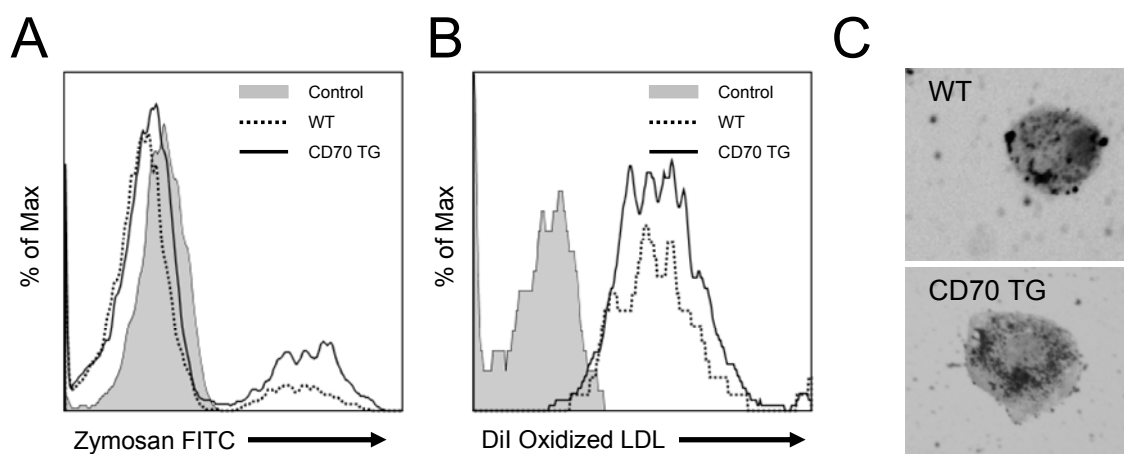 A
% of Max
Control
WT
CD70 TG
Zymosan FITC
B
% of Max
Control
WT
CD70 TG
DiI Oxidized LDL
C
WT
CD70 TG